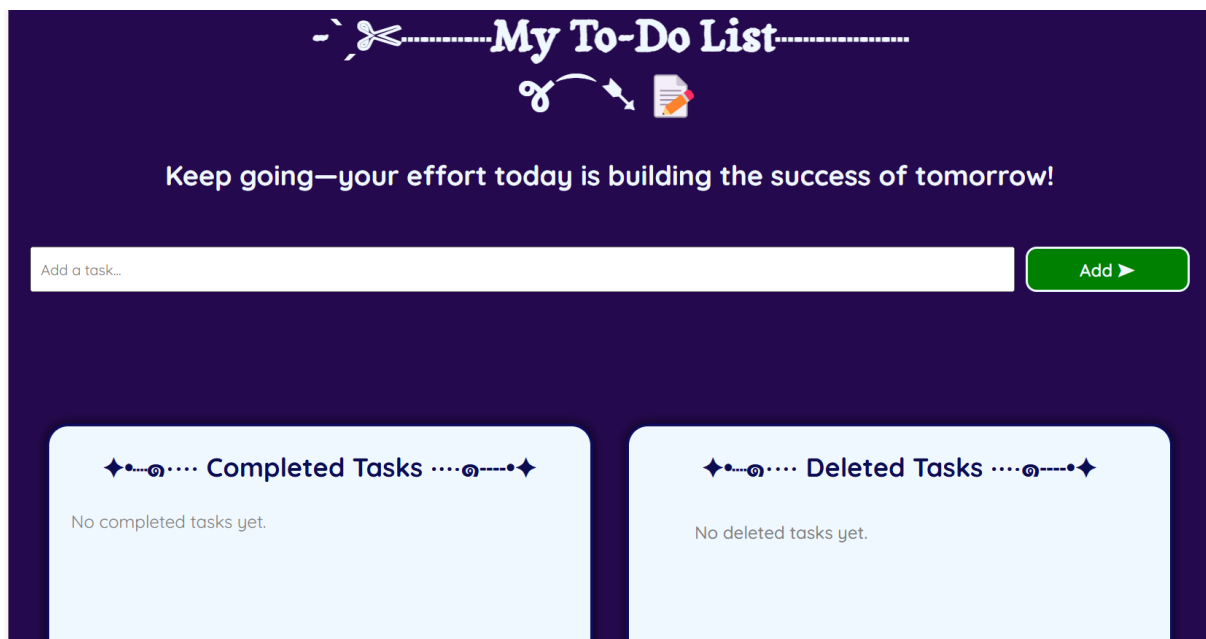 -ˋˏ✄┈┈┈┈My To-Do List┈┈┈┈┈┈
➰⌒➴ 📝
Keep going—your effort today is building the success of tomorrow!
Add a task...
Add ➤
✦•┈๑⋅⋯ Completed Tasks ⋯⋅๑┈•✦
No completed tasks yet.
✦•┈๑⋅⋯ Deleted Tasks ⋯⋅๑┈•✦
No deleted tasks yet.